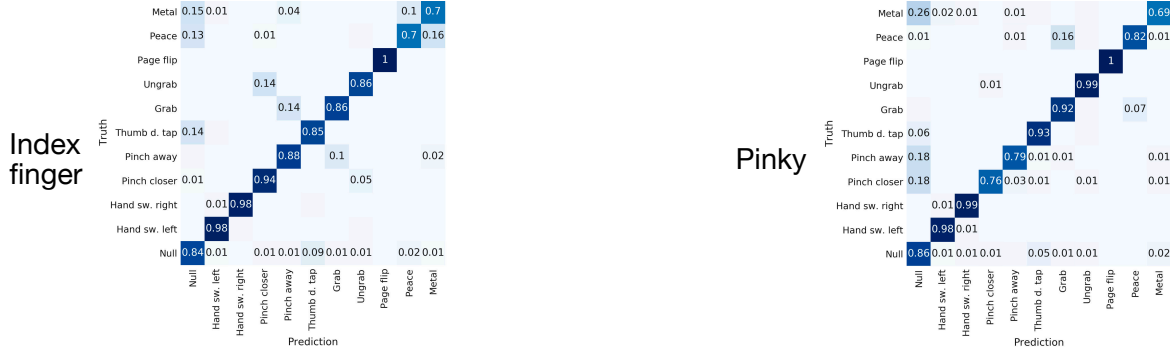 Index
finger
Truth
Metal 0.15 0.01 0.04 0.1 0.7
Peace 0.13 0.01 0.7 0.16
Page flip 1
Ungrab 0.14 0.86
Grab 0.14 0.86
Thumb d. tap 0.14 0.85
Pinch away 0.88 0.1 0.02
Pinch closer 0.01 0.94 0.05
Hand sw. right 0.01 0.98
Hand sw. left 0.98
Null 0.84 0.01 0.01 0.01 0.09 0.01 0.01 0.02 0.01
Null
Hand sw. left
Hand sw. right
Pinch closer
Pinch away
Thumb d. tap
Grab
Ungrab
Page flip
Peace
Metal
Prediction
Pinky
Truth
Metal 0.26 0.02 0.01 0.01 0.69
Peace 0.01 0.01 0.16 0.82 0.01
Page flip 1
Ungrab 0.01 0.99
Grab 0.92 0.07
Thumb d. tap 0.06 0.93
Pinch away 0.18 0.79 0.01 0.01 0.01
Pinch closer 0.18 0.76 0.03 0.01 0.01 0.01
Hand sw. right 0.01 0.99
Hand sw. left 0.98 0.01
Null 0.86 0.01 0.01 0.01 0.05 0.01 0.01 0.02
Null
Hand sw. left
Hand sw. right
Pinch closer
Pinch away
Thumb d. tap
Grab
Ungrab
Page flip
Peace
Metal
Prediction